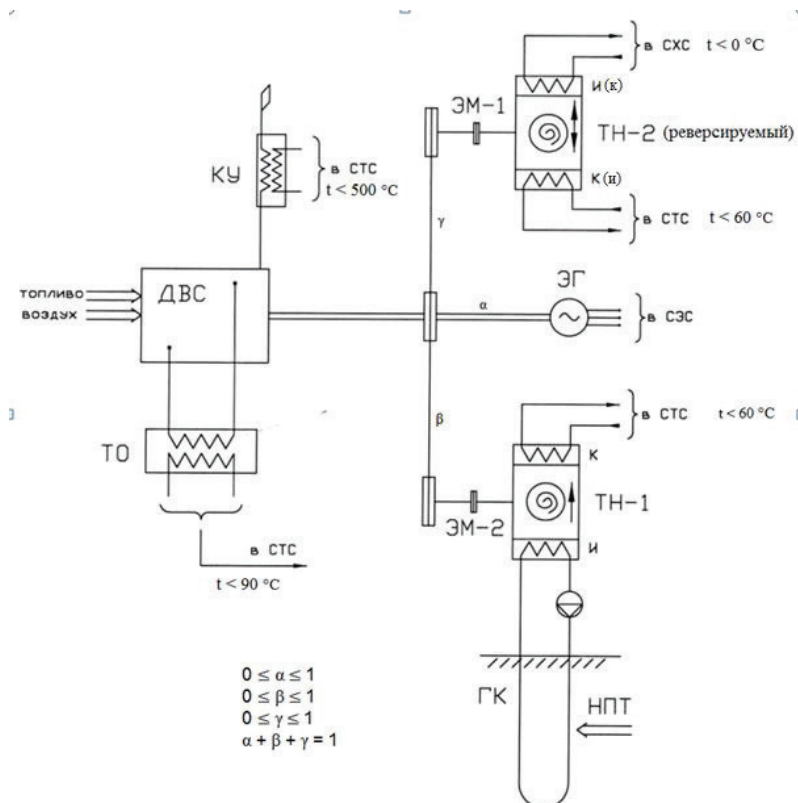 в СХС t < 0 °C
ЭМ-1
И(к)
ТН-2 (реверсируемый)
К(и)
в СТС t < 60 °C
КУ
в СТС
t < 500 °C
γ
ТОПЛИВО
ВОЗДУХ
ДВС
α
ЭГ
в СЭС
β
в СТС t < 60 °C
ТО
К
ТН-1
ЭМ-2
И
в СТС
t < 90 °C
0 ≤ α ≤ 1
0 ≤ β ≤ 1
0 ≤ γ ≤ 1
α + β + γ = 1
ГК
НПТ